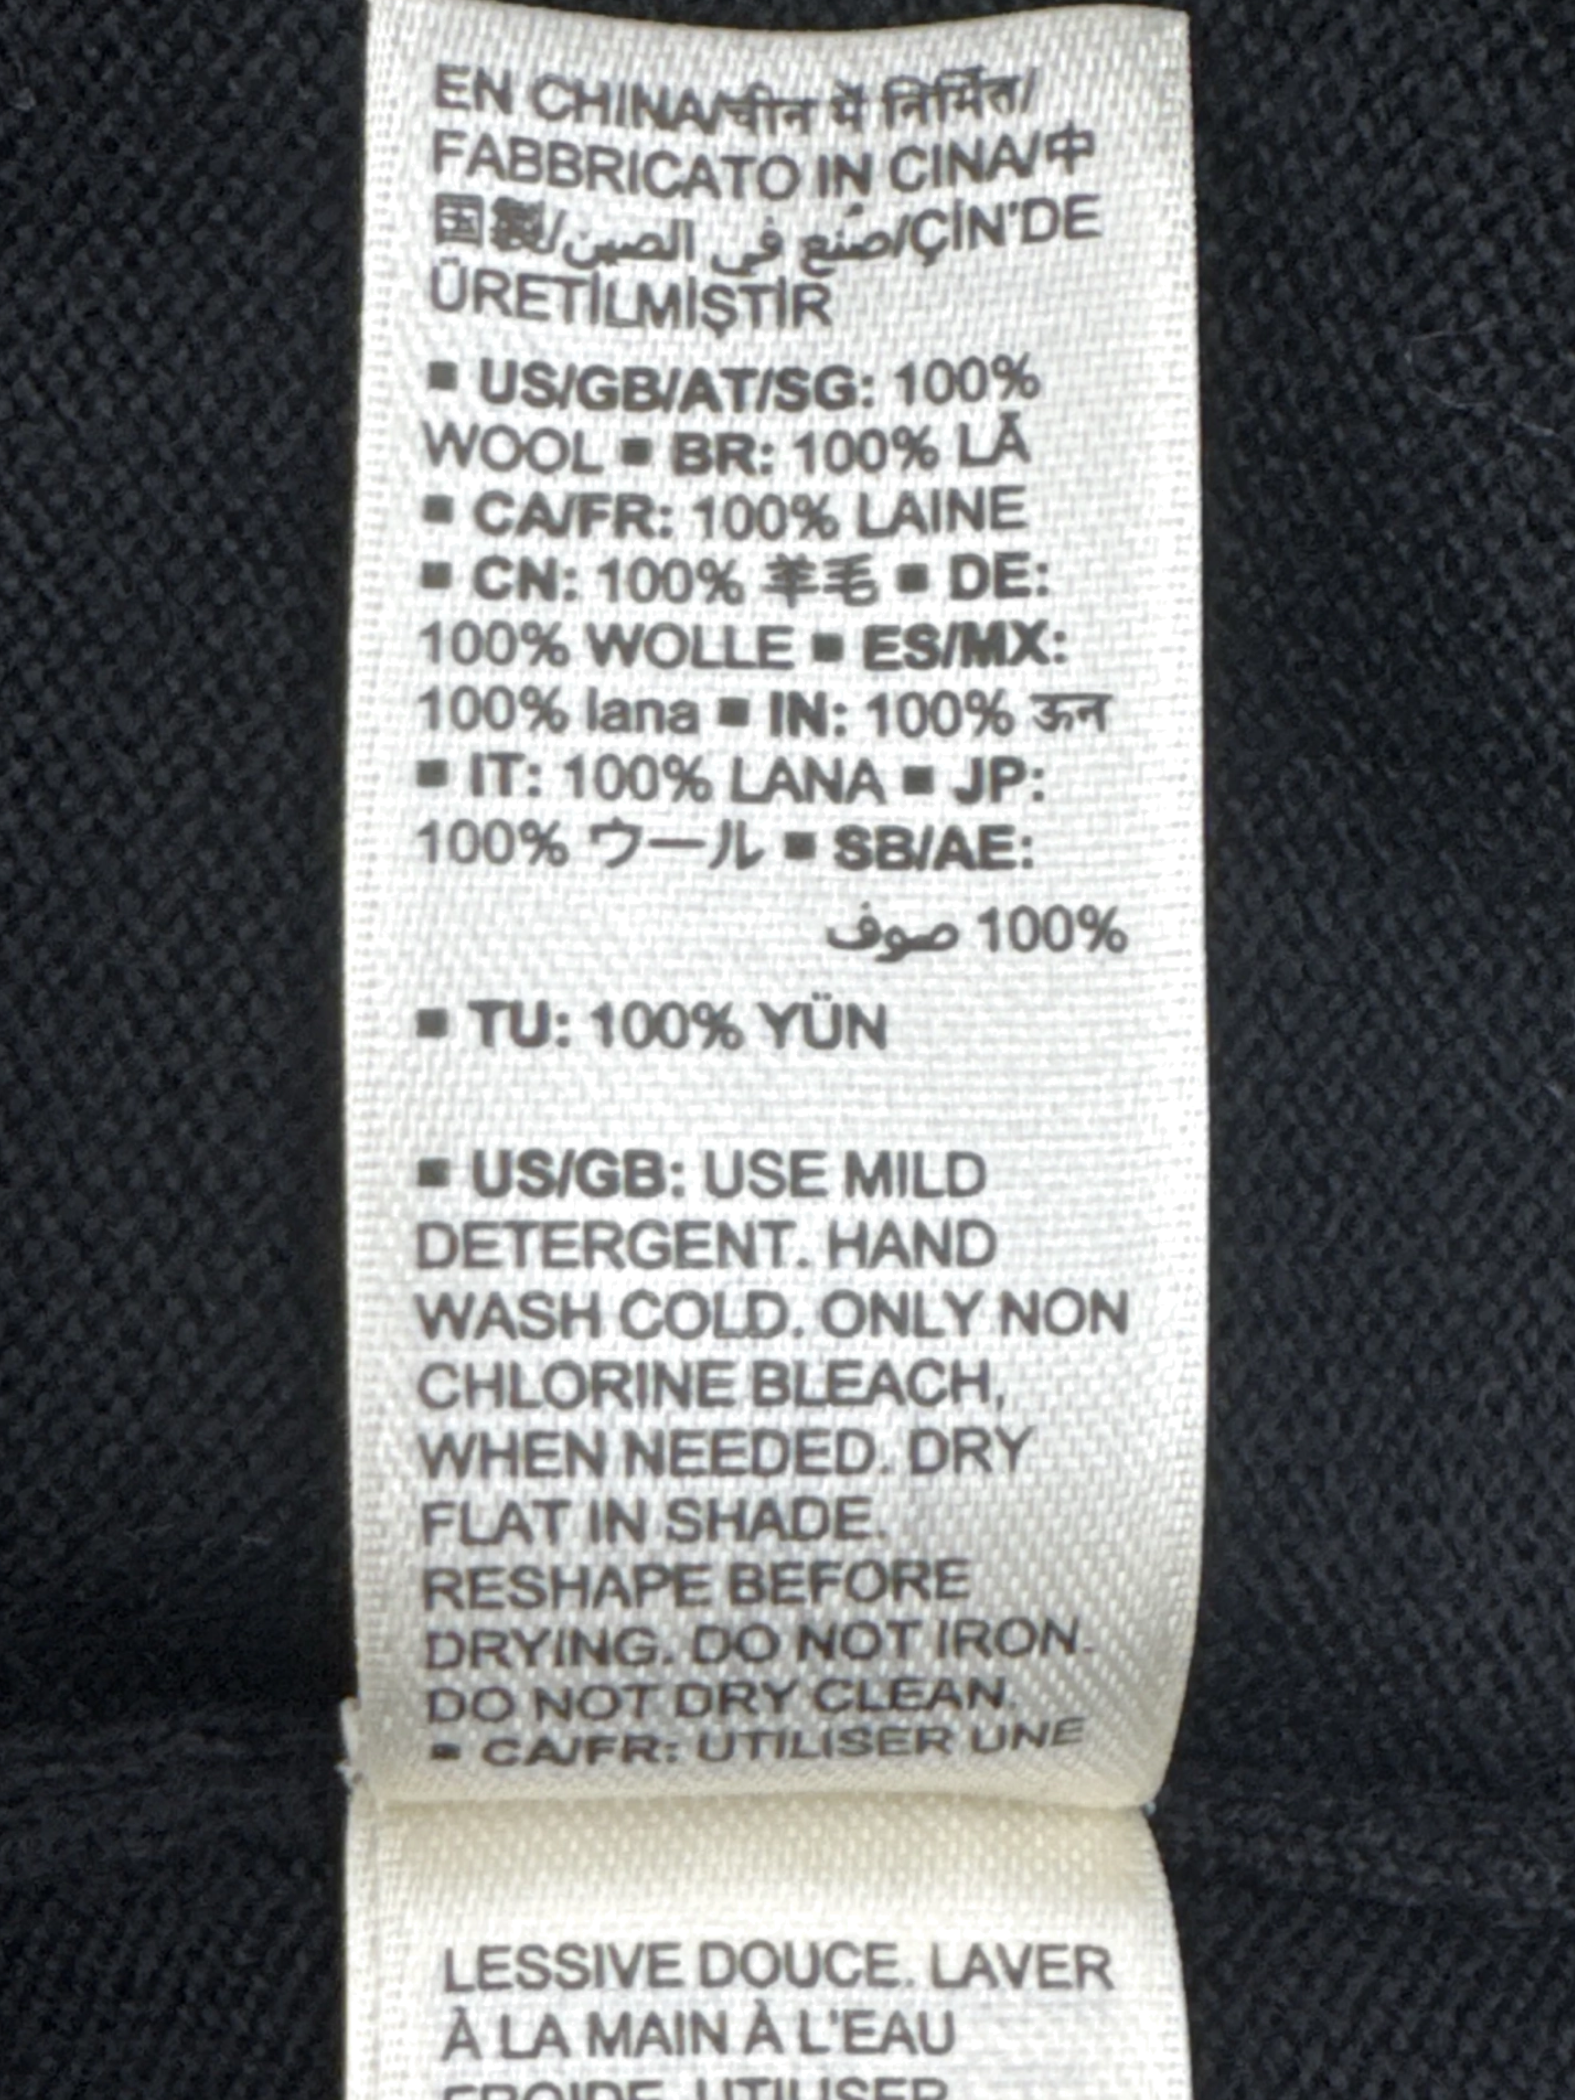 EN CHINA/चीन में निर्मित/
FABBRICATO IN CINA/中
国製/صنع في الصين/ÇİN'DE
ÜRETİLMİŞTİR
■ US/GB/AT/SG: 100%
WOOL ■ BR: 100% LÃ
■ CA/FR: 100% LAINE
■ CN: 100% 羊毛 ■ DE:
100% WOLLE ■ ES/MX:
100% lana ■ IN: 100% ऊन
■ IT: 100% LANA ■ JP:
100% ウール ■ SB/AE:
100% صوف
■ TU: 100% YÜN
■ US/GB: USE MILD
DETERGENT. HAND
WASH COLD. ONLY NON
CHLORINE BLEACH,
WHEN NEEDED. DRY
FLAT IN SHADE.
RESHAPE BEFORE
DRYING. DO NOT IRON.
DO NOT DRY CLEAN.
■ CA/FR: UTILISER UNE
LESSIVE DOUCE. LAVER
À LA MAIN À L'EAU
FROIDE. UTILISER